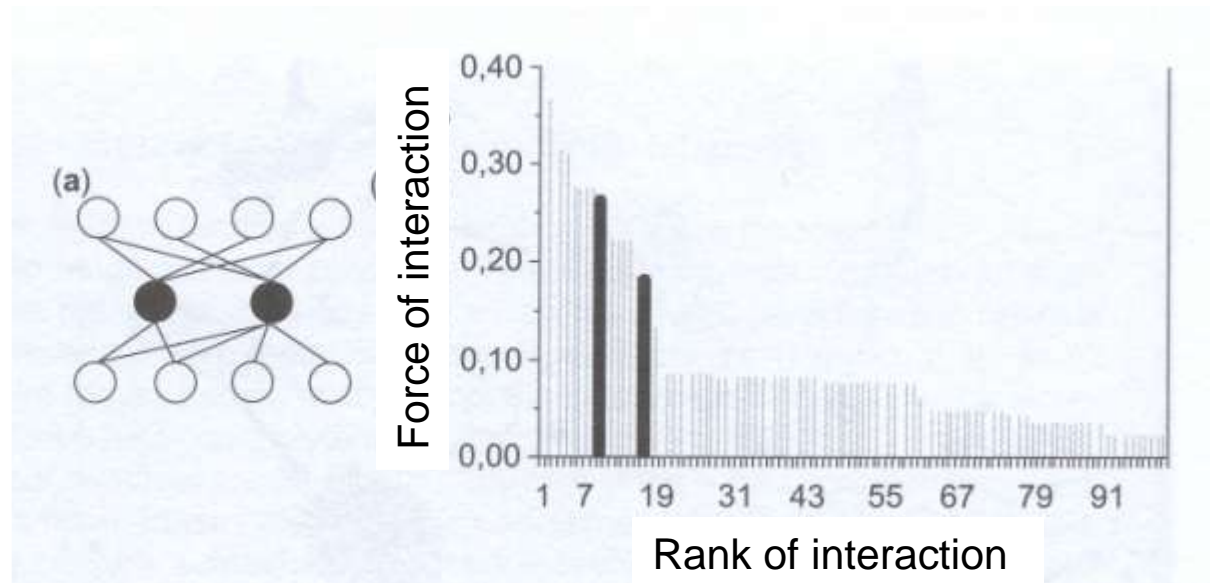 (a)
(
Force of interaction
0,40
0,30
0,20
0,10
0,00
1 7 19 31 43 55 67 79 91
Rank of interaction